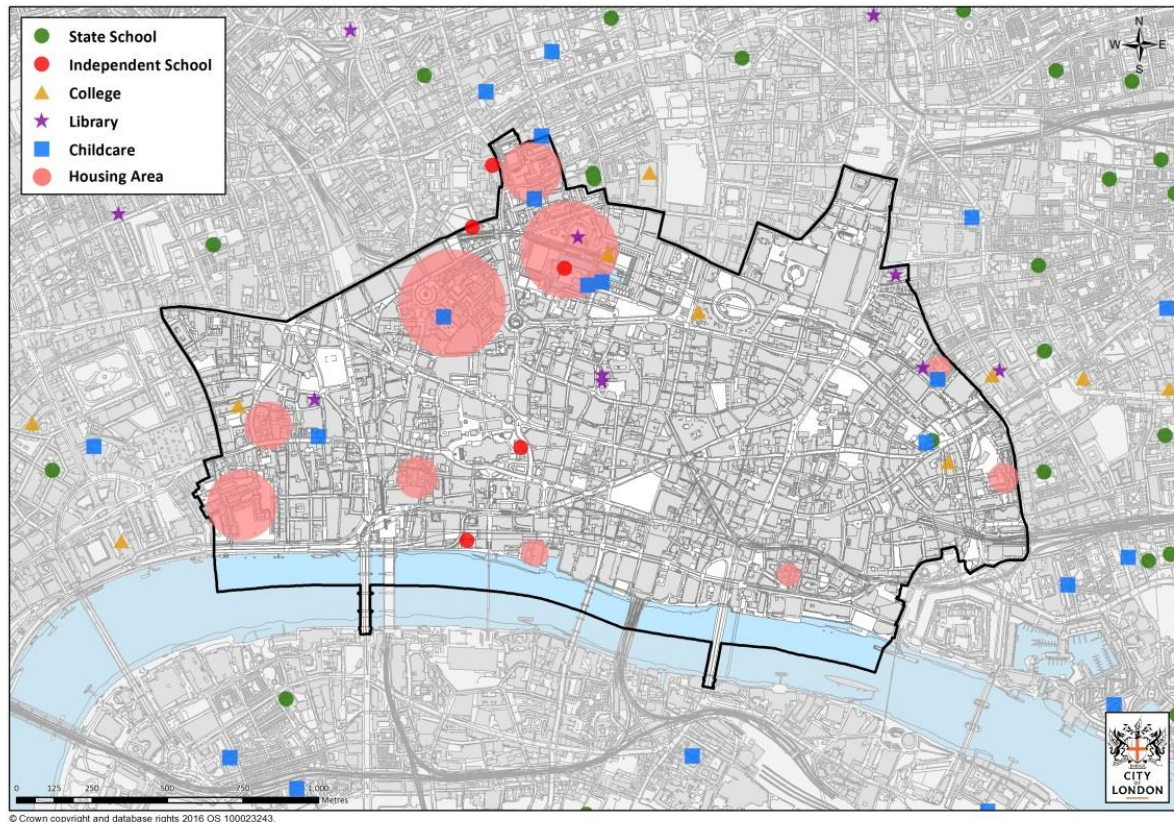 State School
Independent School
College
Library
Childcare
Housing Area
N
W E
S
0 125 250 500 750 1,000
Metres
CITY
OF
LONDON
© Crown copyright and database rights 2016 OS 100023243.